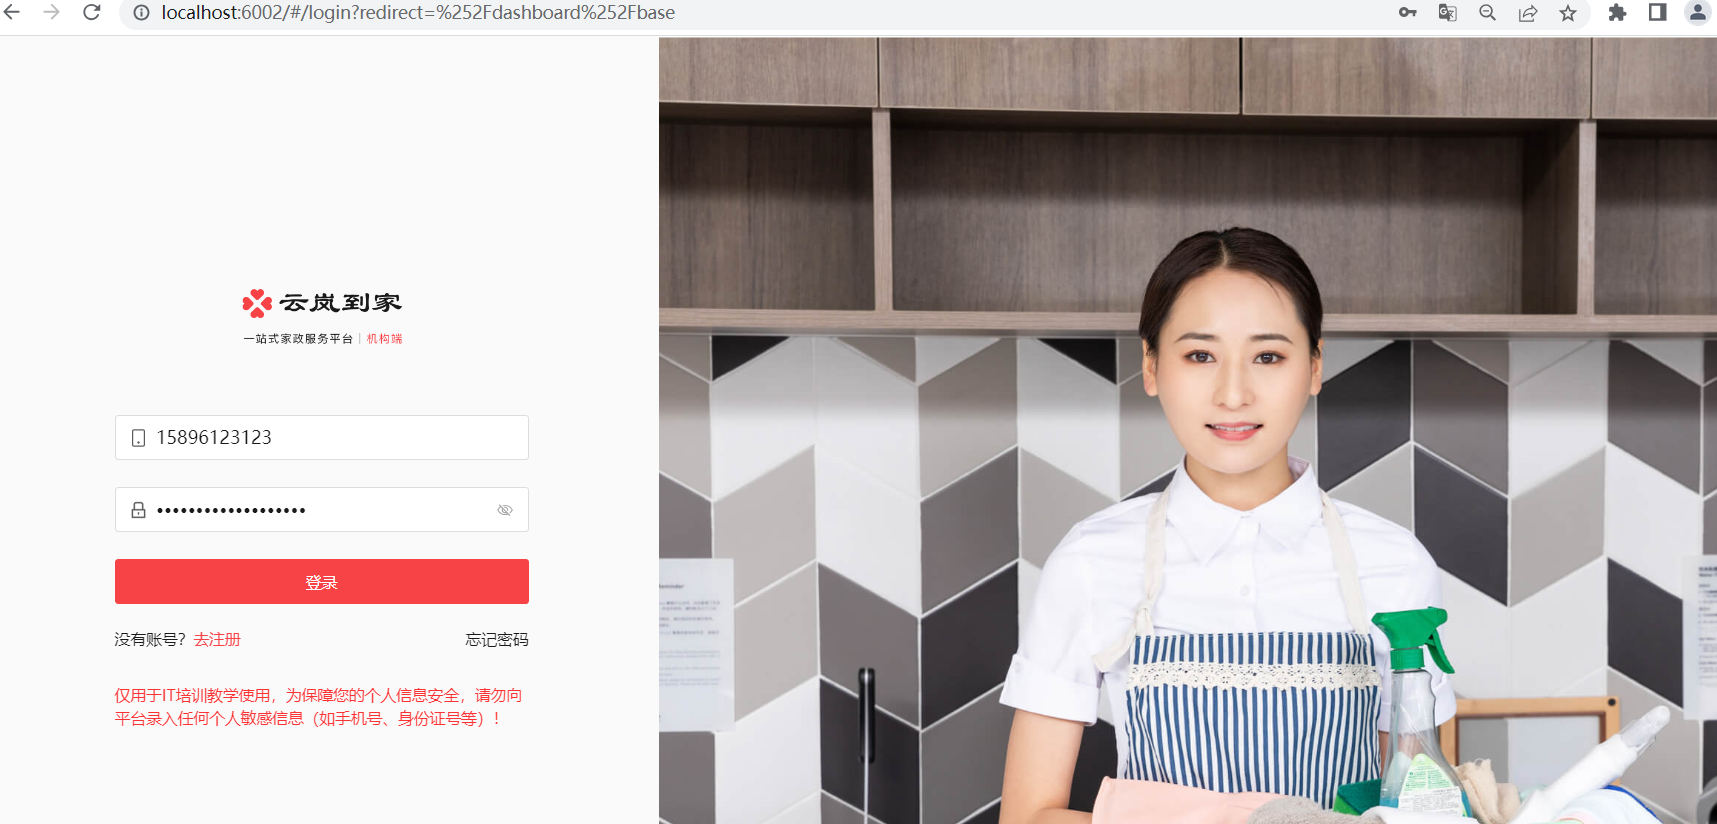 localhost:6002/#/login?redirect=%252Fdashboard%252Fbase
云岚到家
一站式家政服务平台 | 机构端
15896123123
•••••••••••••••••••
登录
没有账号? 去注册 忘记密码
仅用于IT培训教学使用，为保障您的个人信息安全，请勿向
平台录入任何个人敏感信息（如手机号、身份证号等）！